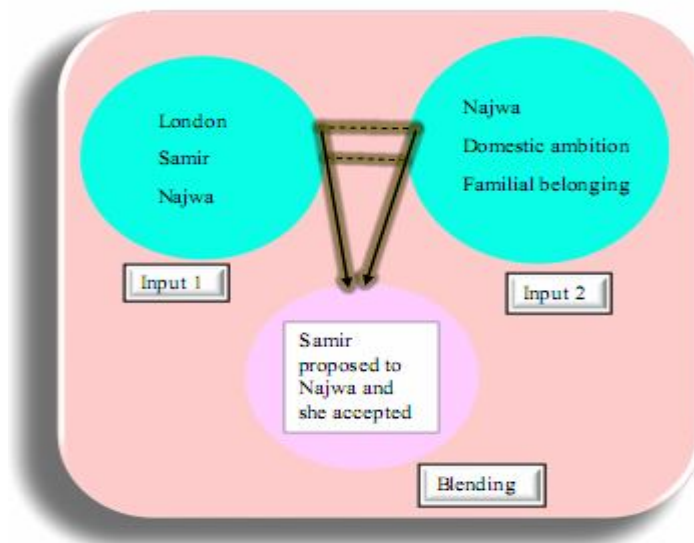 London
Samir
Najwa
Input 1
Najwa
Domestic ambition
Familial belonging
Input 2
Samir
proposed to
Najwa and
she accepted
Blending